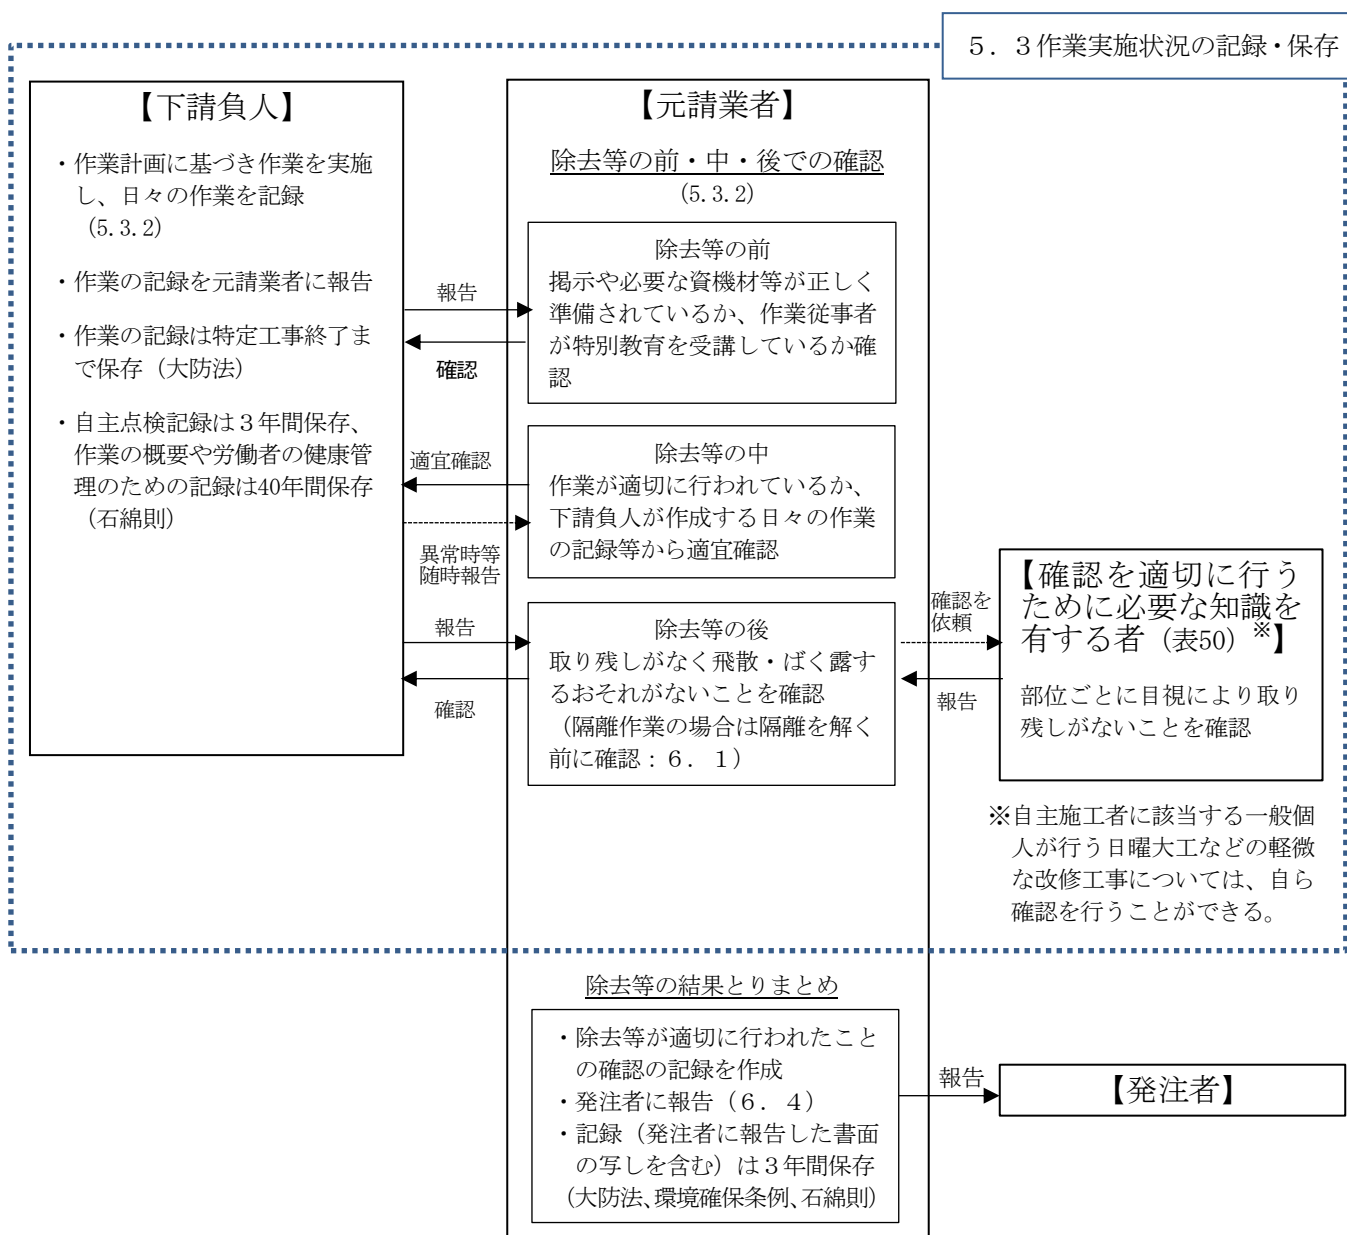 ５．３作業実施状況の記録・保存
【下請負人】
・作業計画に基づき作業を実施
し、日々の作業を記録
（5.3.2）
・作業の記録を元請業者に報告
・作業の記録は特定工事終了ま
で保存（大防法）
・自主点検記録は３年間保存、
作業の概要や労働者の健康管
理のための記録は40年間保存
（石綿則）
報告
確認
適宜確認
異常時等
随時報告
報告
確認
【元請業者】
除去等の前・中・後での確認
（5.3.2）
除去等の前
掲示や必要な資機材等が正しく
準備されているか、作業従事者
が特別教育を受講しているか確
認
除去等の中
作業が適切に行われているか、
下請負人が作成する日々の作業
の記録等から適宜確認
除去等の後
取り残しがなく飛散・ばく露す
るおそれがないことを確認
（隔離作業の場合は隔離を解く
前に確認：６．１）
確認を
依頼
報告
【確認を適切に行う
ために必要な知識を
有する者（表50）※】
部位ごとに目視により取り
残しがないことを確認
※自主施工者に該当する一般個
人が行う日曜大工などの軽微
な改修工事については、自ら
確認を行うことができる。
除去等の結果とりまとめ
・除去等が適切に行われたこと
の確認の記録を作成
・発注者に報告（６．４）
・記録（発注者に報告した書面
の写しを含む）は３年間保存
（大防法、環境確保条例、石綿則）
報告
【発注者】